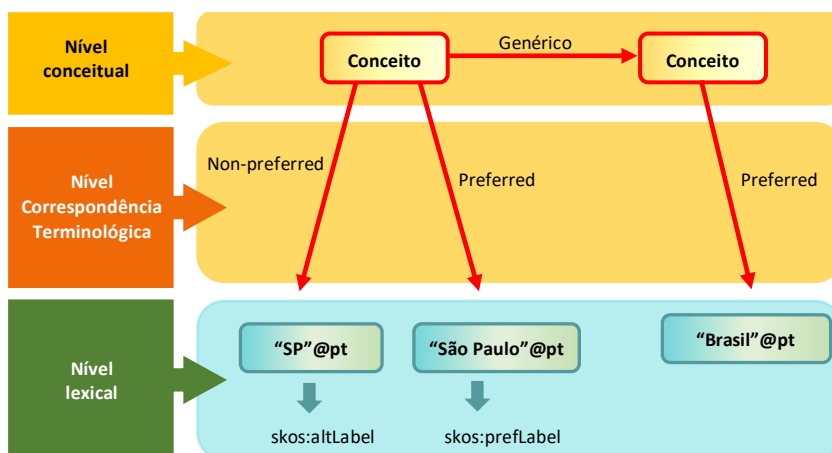 Nível
conceitual
Conceito
Genérico
Conceito
Nível
Correspondência
Terminológica
Non-preferred
Preferred
Preferred
Nível
lexical
“SP”@pt
“São Paulo”@pt
“Brasil”@pt
skos:altLabel
skos:prefLabel